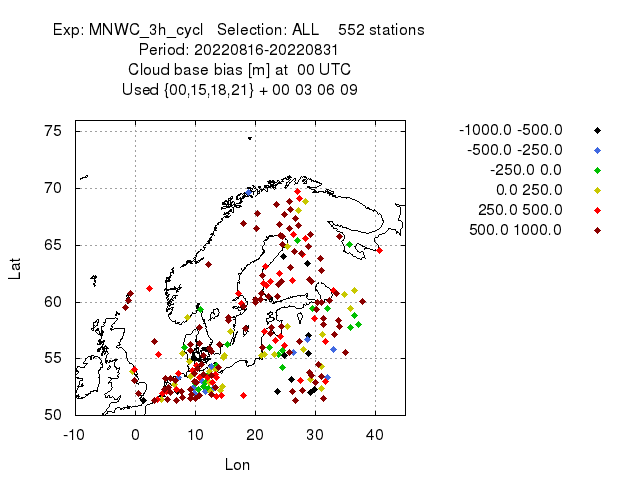 Exp: MNWC_3h_cycl Selection: ALL 552 stations
Period: 20220816-20220831
Cloud base bias [m] at 00 UTC
Used {00,15,18,21} + 00 03 06 09
-1000.0 -500.0
-500.0 -250.0
-250.0 0.0
0.0 250.0
250.0 500.0
500.0 1000.0
75
70
65
60
55
50
Lat
-10 0 10 20 30 40
Lon